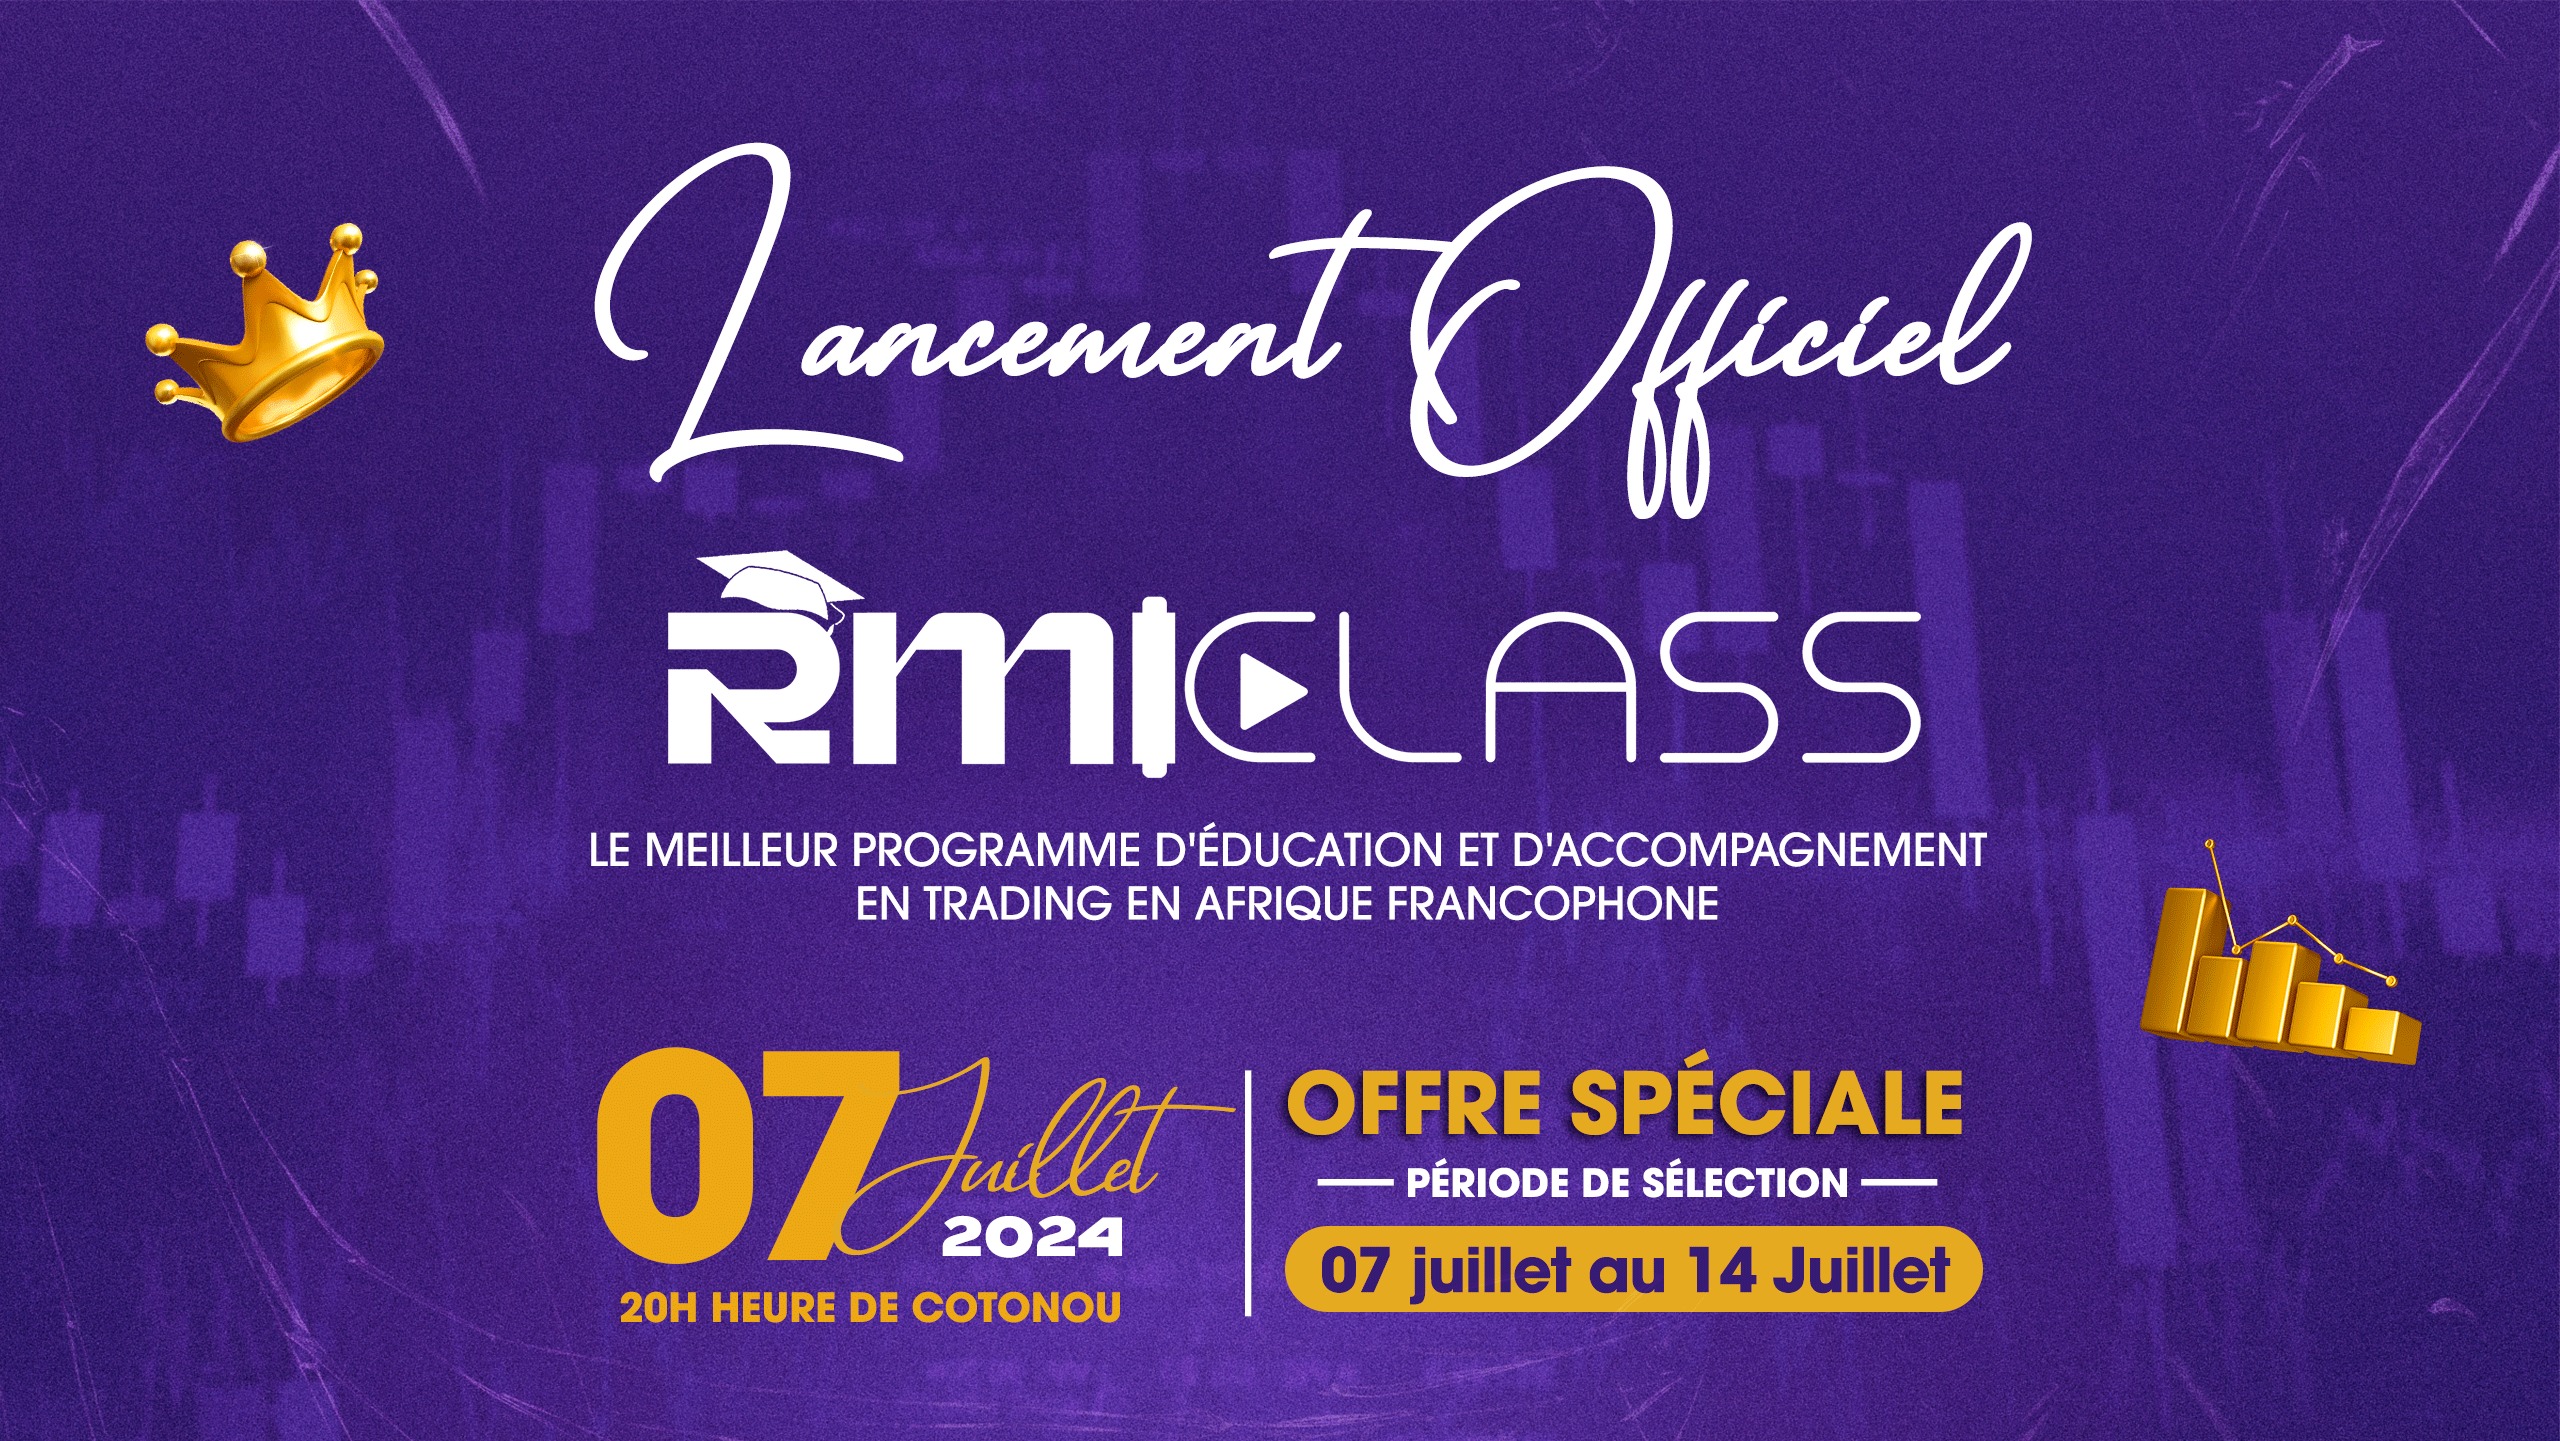 Lancement Officiel
RMI CLASS
LE MEILLEUR PROGRAMME D'ÉDUCATION ET D'ACCOMPAGNEMENT
EN TRADING EN AFRIQUE FRANCOPHONE
07 Juillet
2024
20H HEURE DE COTONOU
OFFRE SPÉCIALE
PÉRIODE DE SÉLECTION
07 juillet au 14 Juillet